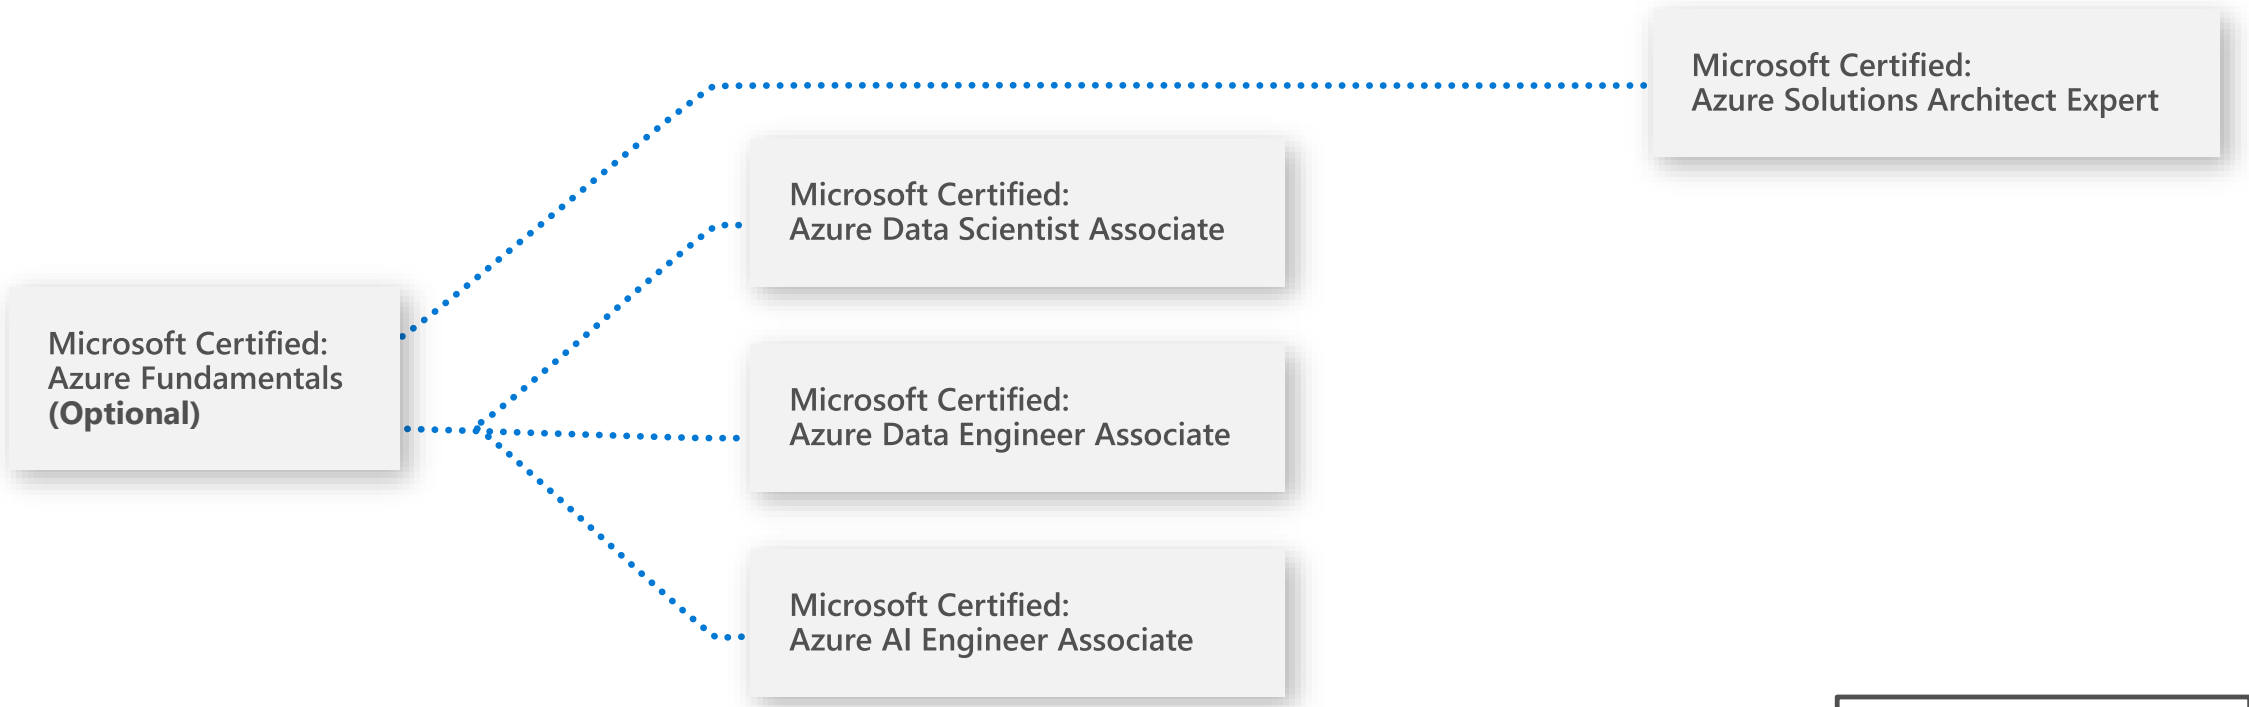 Microsoft Certified:
Azure Solutions Architect Expert
Microsoft Certified:
Azure Data Scientist Associate
Microsoft Certified:
Azure Fundamentals
(Optional)
Microsoft Certified:
Azure Data Engineer Associate
Microsoft Certified:
Azure AI Engineer Associate